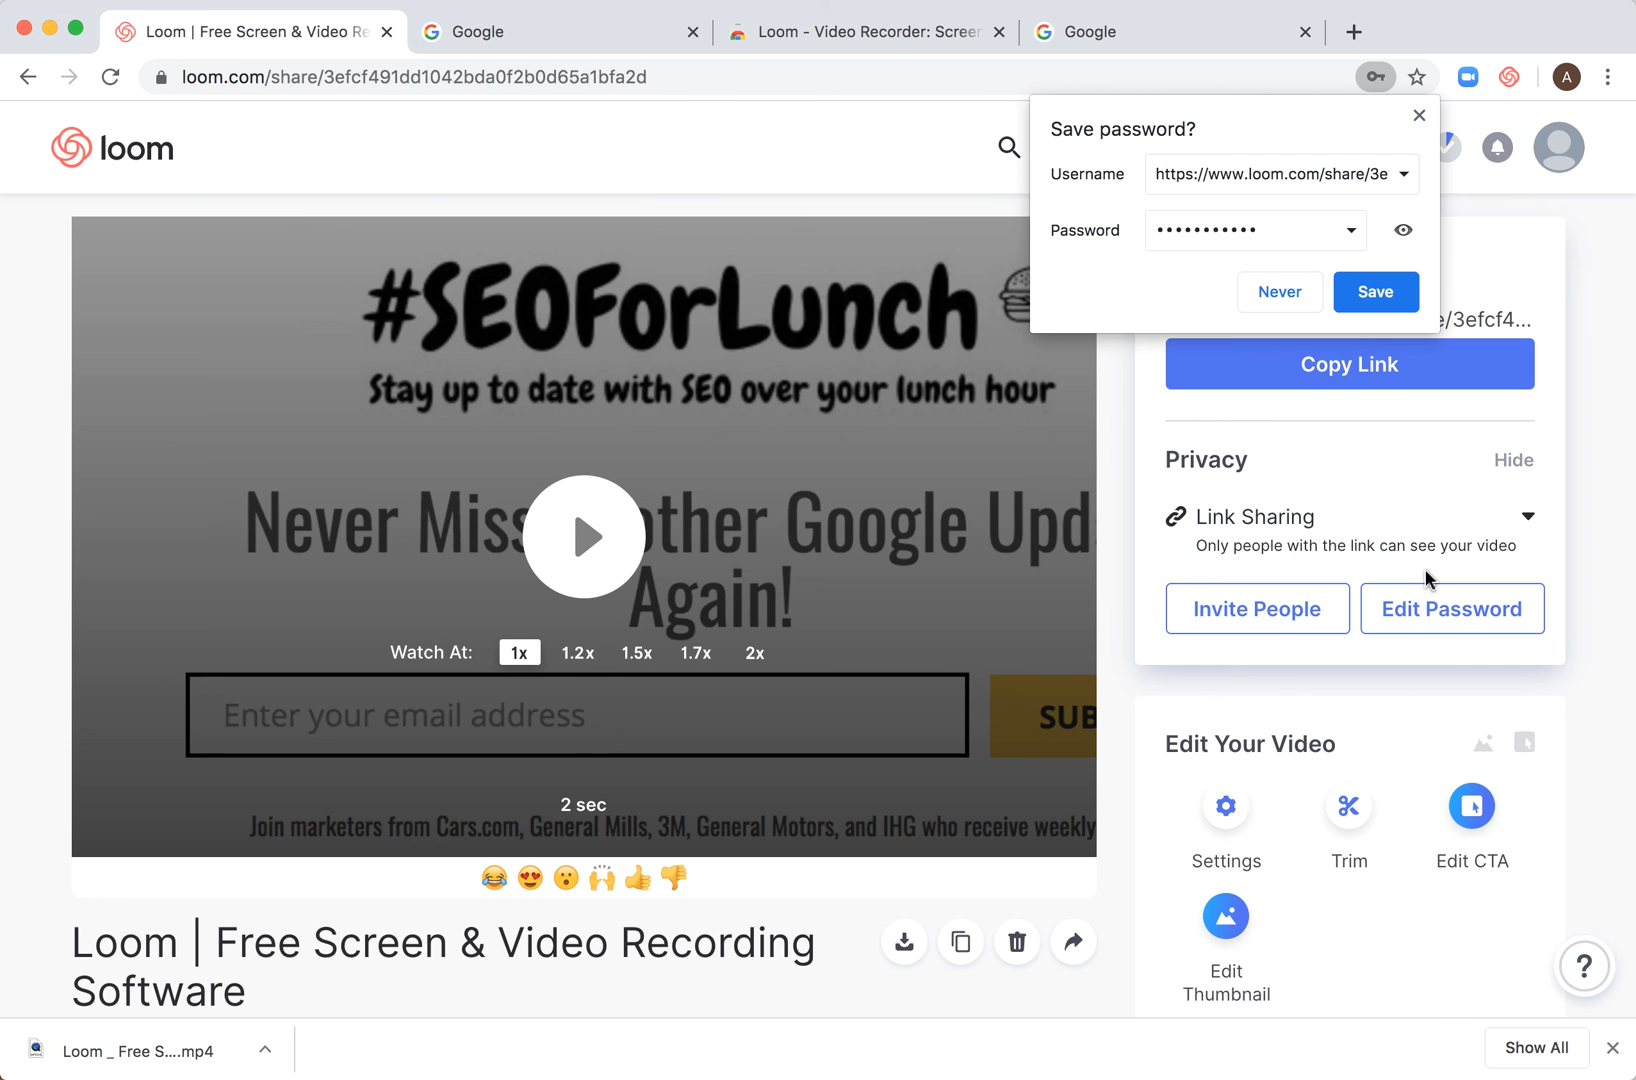 Loom | Free Screen & Video Re
Google
Loom - Video Recorder: Screen
Google
loom.com/share/3efcf491dd1042bda0f2b0d65a1bfa2d
A
loom
Save password?
Username
https://www.loom.com/share/3e
Password
•••••••••••
Never
Save
e/3efcf4...
Copy Link
Privacy
Hide
Link Sharing
Only people with the link can see your video
Invite People
Edit Password
#SEOForLunch
Stay up to date with SEO over your lunch hour
Never Miss other Google Upd
Again!
Watch At:
1x
1.2x
1.5x
1.7x
2x
Enter your email address
SUB
2 sec
Join marketers from Cars.com, General Mills, 3M, General Motors, and IHG who receive weekly
Edit Your Video
Settings
Trim
Edit CTA
Edit
Thumbnail
Loom | Free Screen & Video Recording
Software
?
Loom _ Free S....mp4
Show All